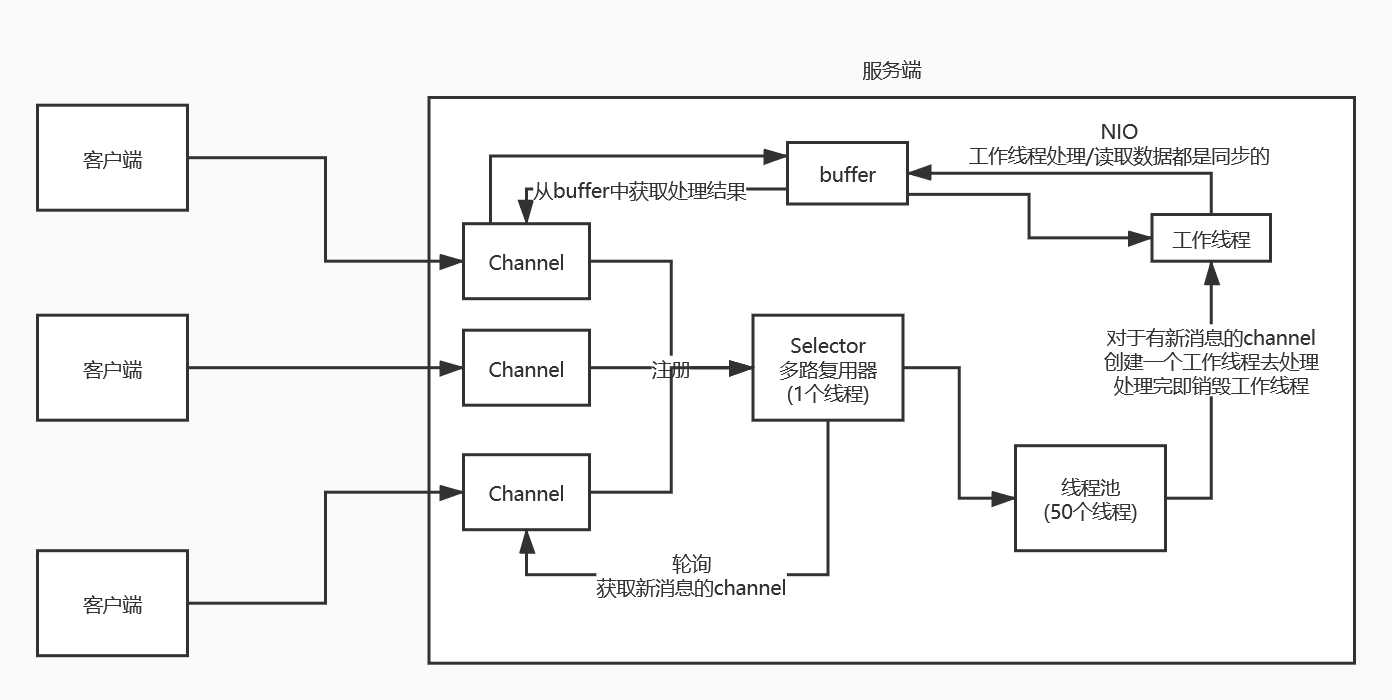 服务端
客户端
客户端
客户端
Channel
Channel
Channel
从buffer中获取处理结果
buffer
NIO
工作线程处理/读取数据都是同步的
工作线程
注册
Selector
多路复用器
(1个线程)
对于有新消息的channel
创建一个工作线程去处理
处理完即销毁工作线程
线程池
(50个线程)
轮询
获取新消息的channel